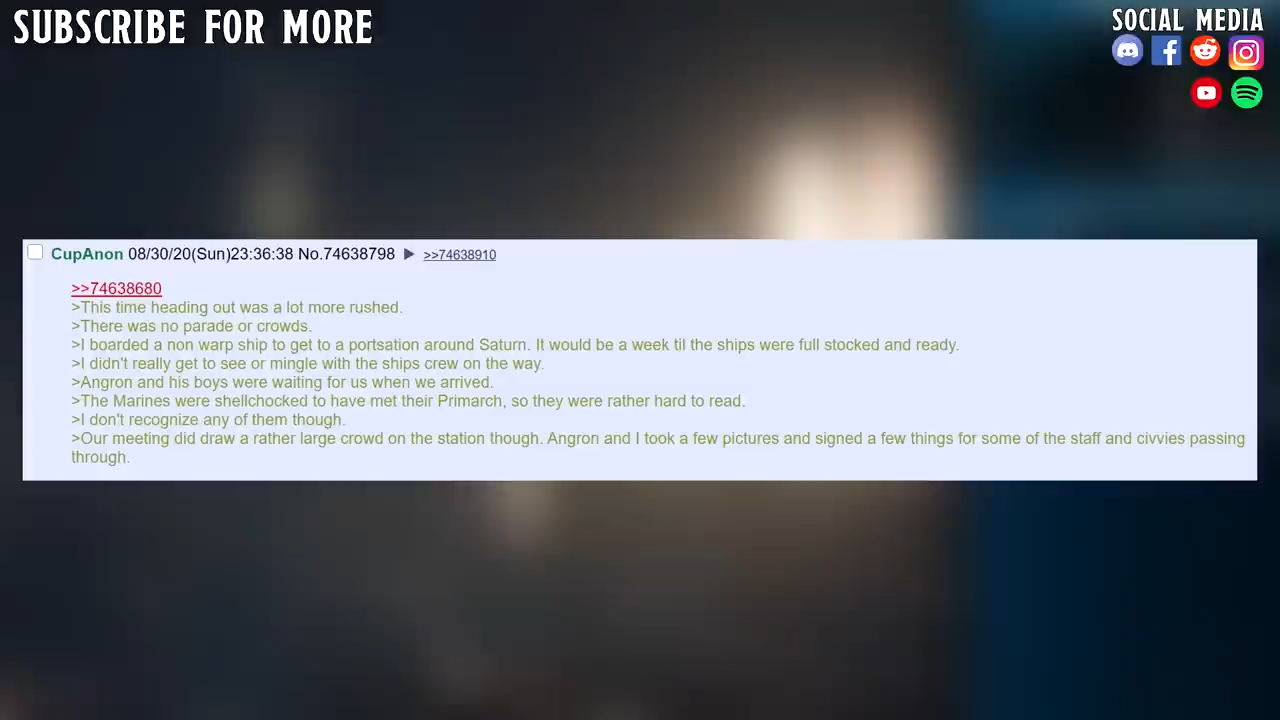 SUBSCRIBE FOR MORE
SOCIAL MEDIA
CupAnon 08/30/20(Sun)23:36:38 No.74638798 ▶ >>74638910
>>74638680
>This time heading out was a lot more rushed.
>There was no parade or crowds.
>I boarded a non warp ship to get to a portsation around Saturn. It would be a week til the ships were full stocked and ready.
>I didn't really get to see or mingle with the ships crew on the way.
>Angron and his boys were waiting for us when we arrived.
>The Marines were shellchocked to have met their Primarch, so they were rather hard to read.
>I don't recognize any of them though.
>Our meeting did draw a rather large crowd on the station though. Angron and I took a few pictures and signed a few things for some of the staff and civvies passing
through.